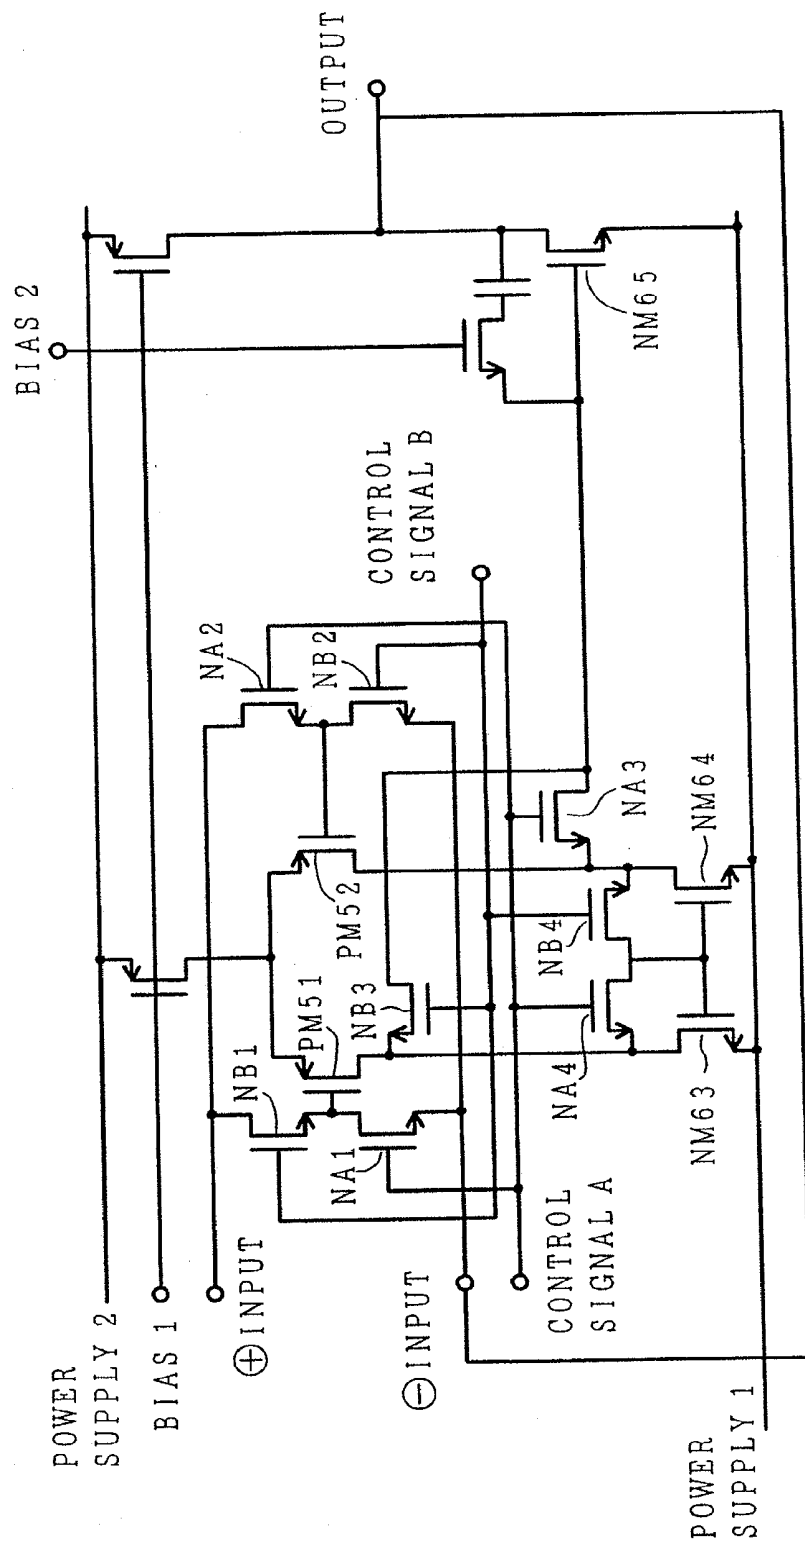 POWER
SUPPLY 2
BIAS 1
⊕INPUT
⊖INPUT
CONTROL
SIGNAL A
POWER
SUPPLY 1
NB1
NA1
PM51
PM52
NB3
NA4
NB4
NM63
NM64
NA3
NA2
NB2
CONTROL
SIGNAL B
BIAS 2
NM65
OUTPUT